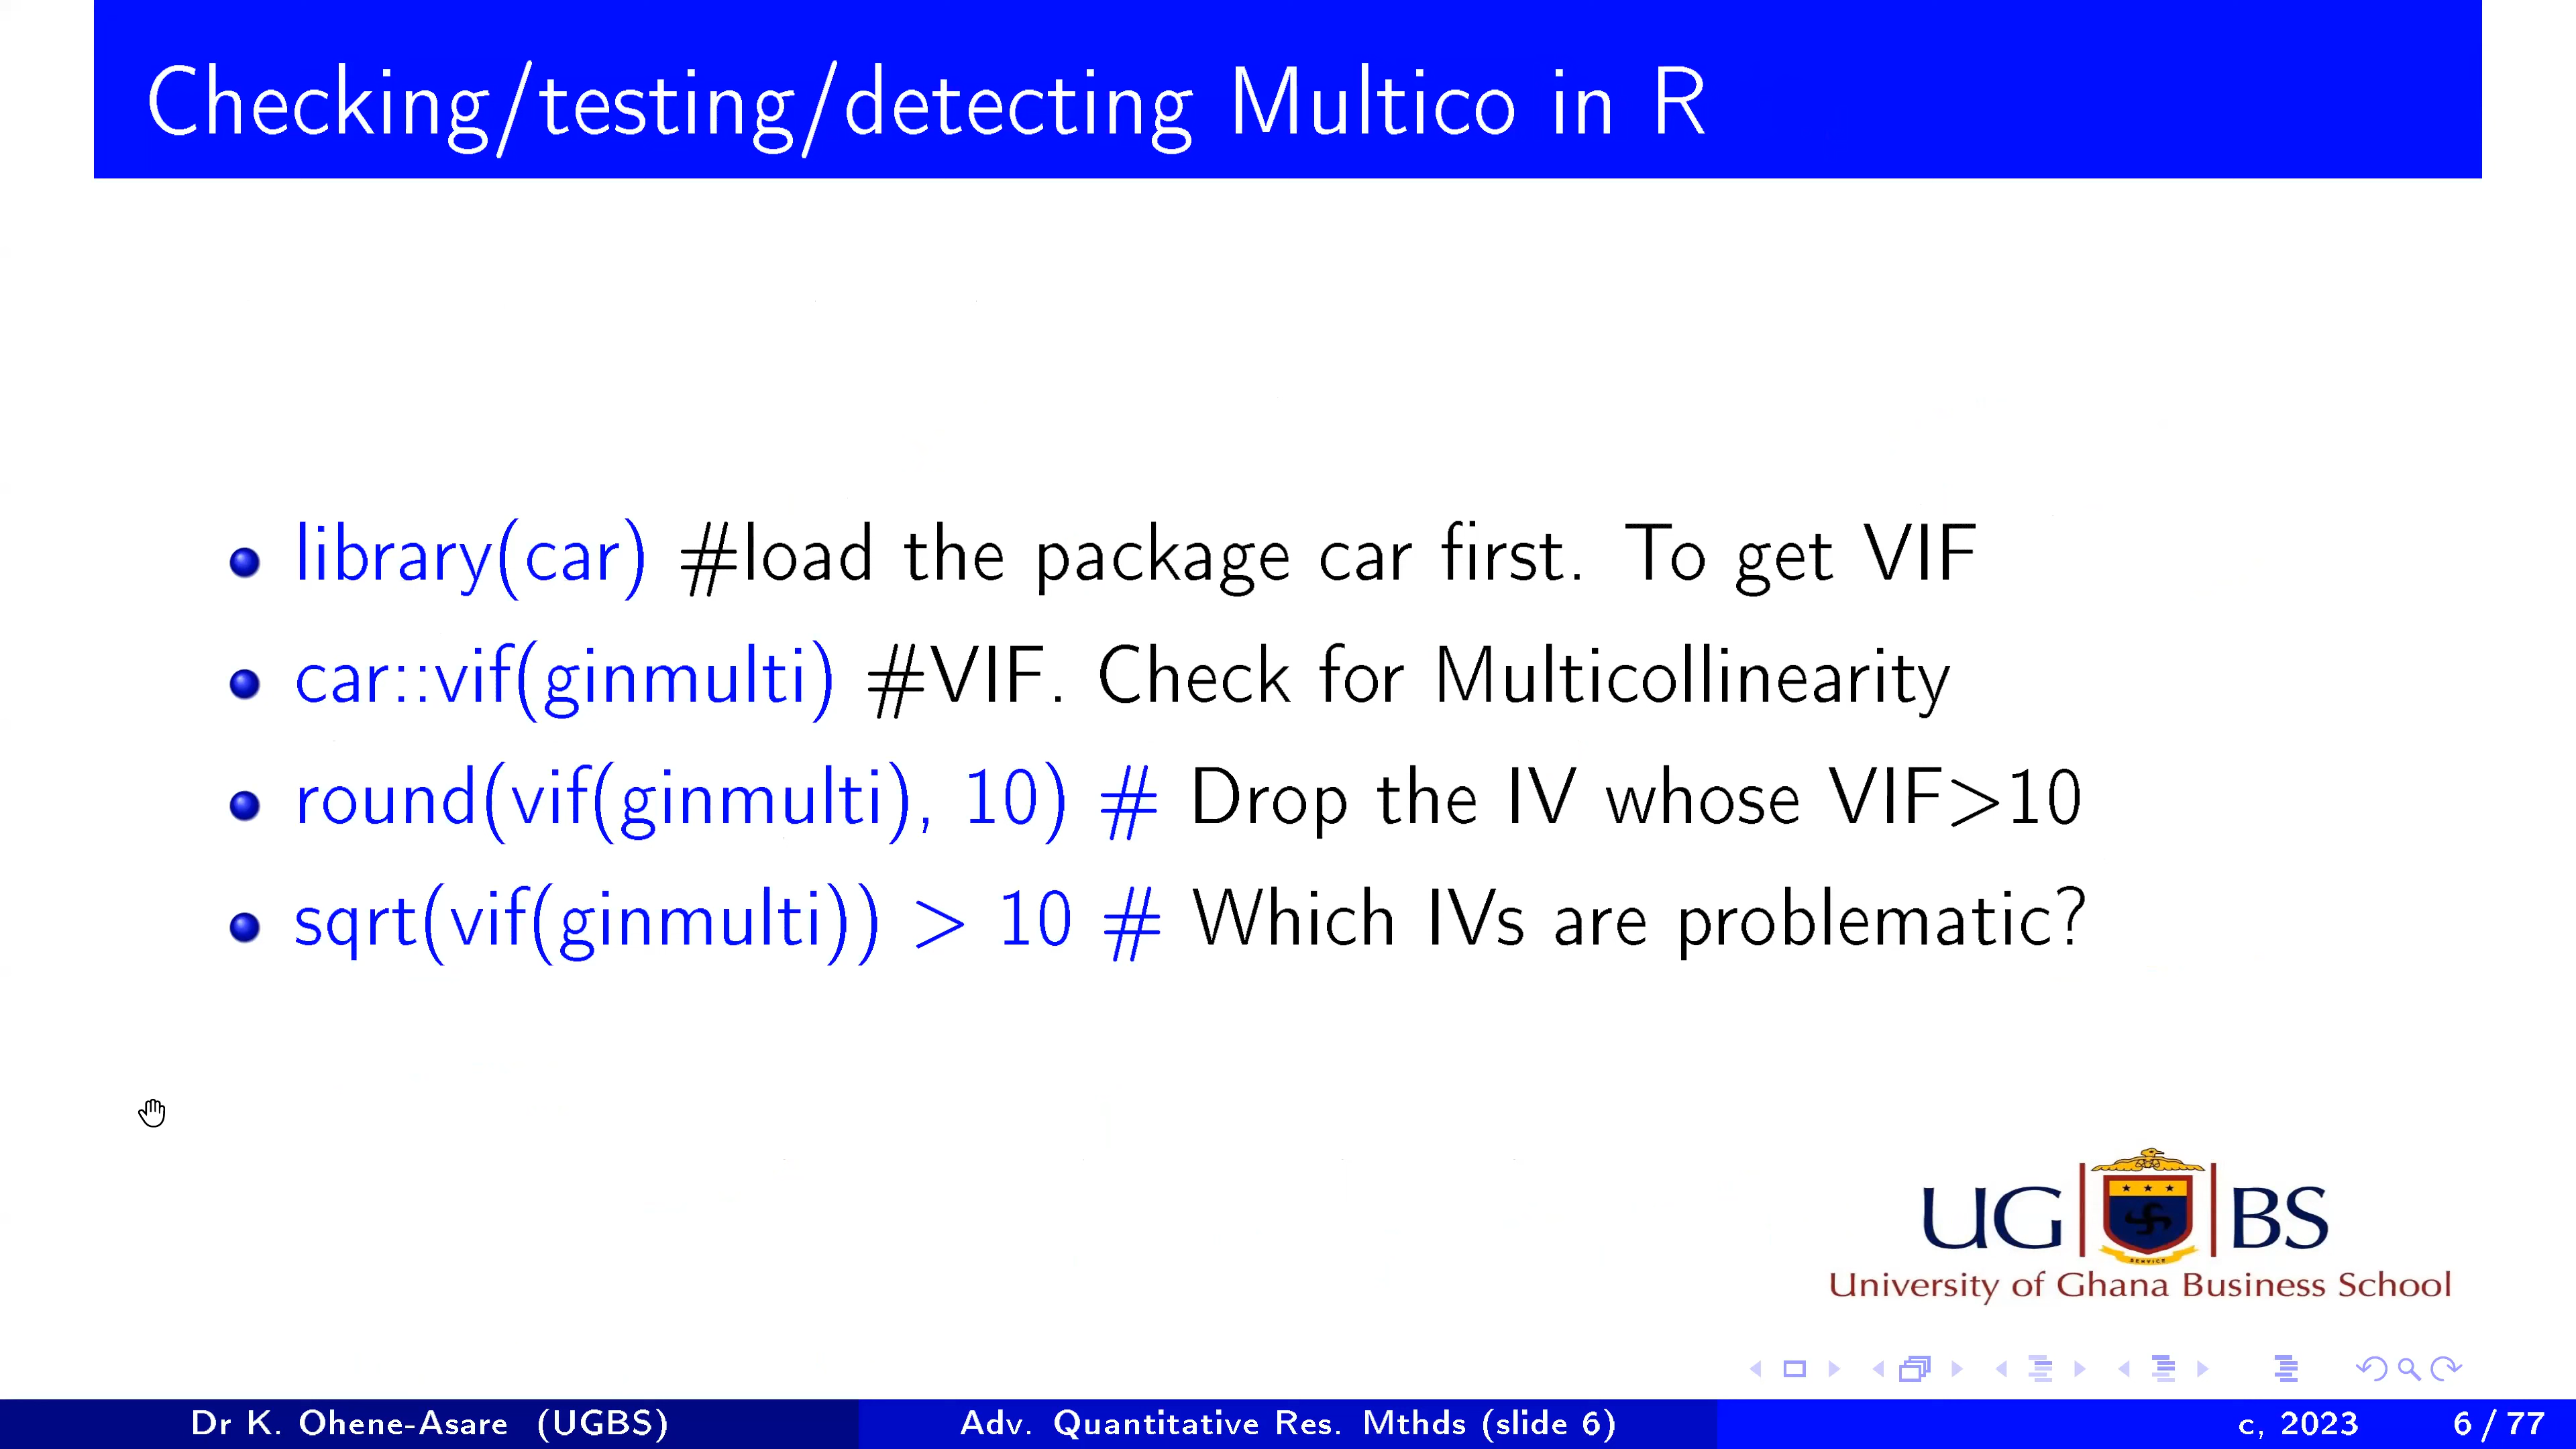 Checking/testing/detecting Multico in R
library(car) #load the package car first. To get VIF
car::vif(ginmulti) #VIF. Check for Multicollinearity
round(vif(ginmulti), 10) # Drop the IV whose VIF>10
sqrt(vif(ginmulti)) > 10 # Which IVs are problematic?
UG BS
SERVICE
University of Ghana Business School
Dr K. Ohene-Asare (UGBS) Adv. Quantitative Res. Mthds (slide 6) c, 2023 6 / 77